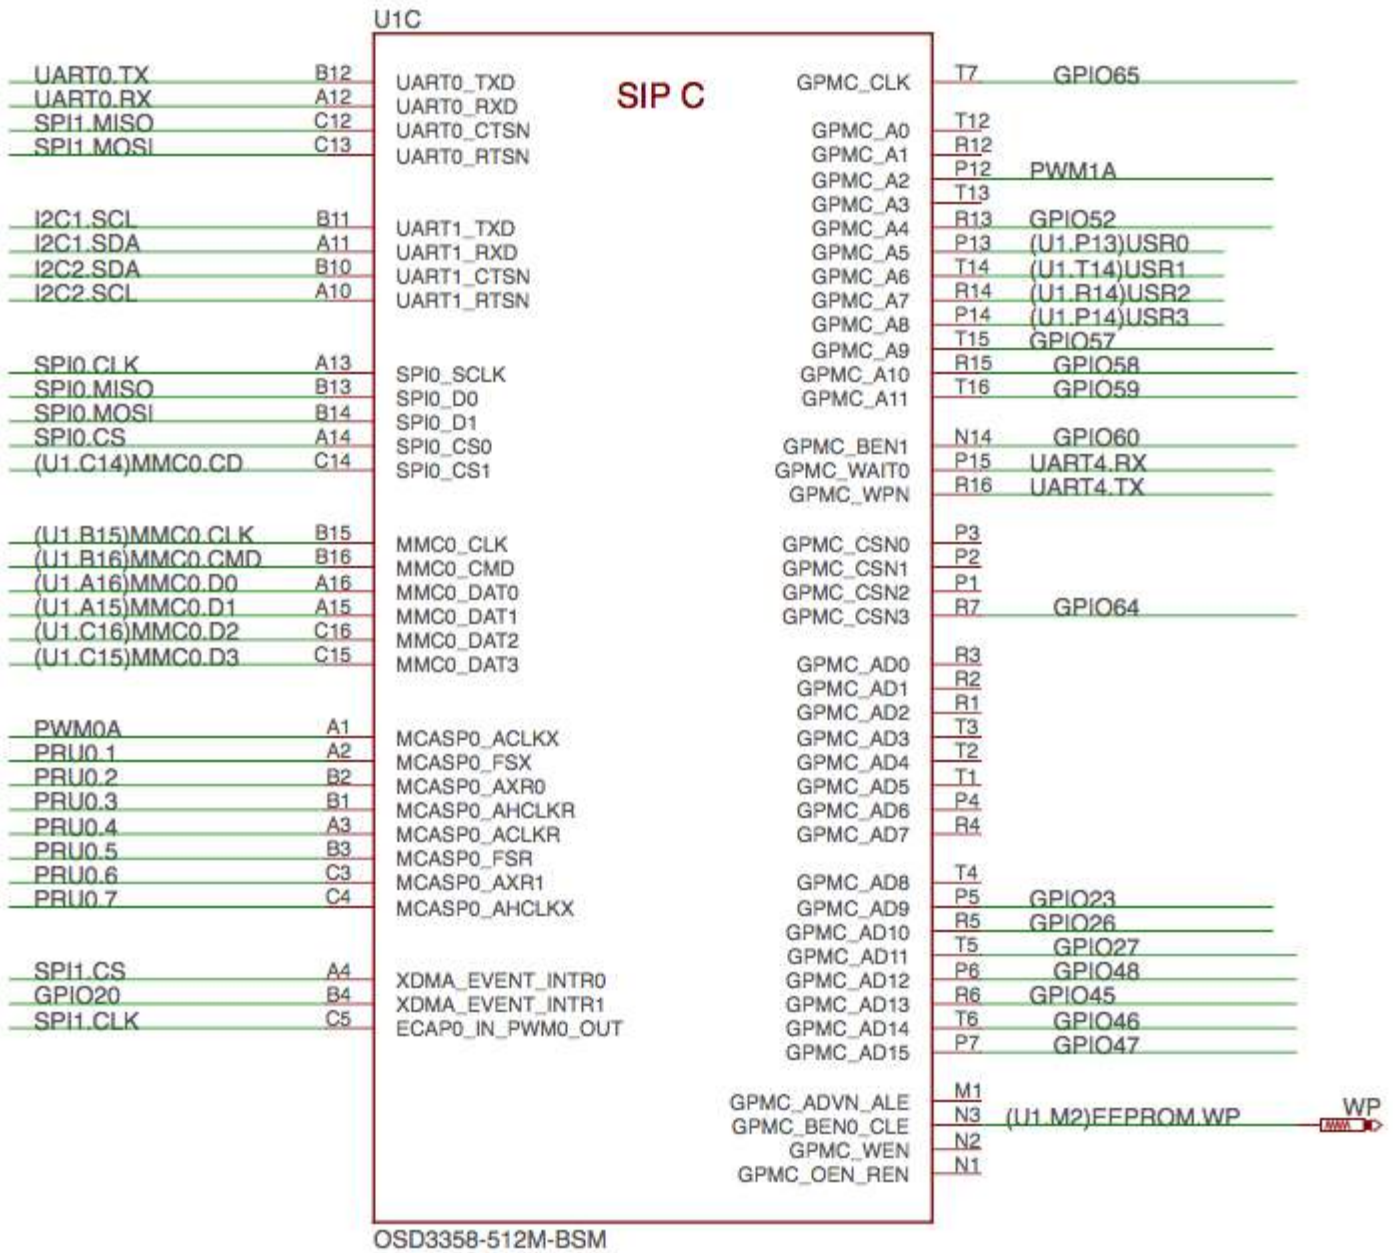 U1C
SIP C
UART0.TX B12 UART0_TXD
UART0.RX A12 UART0_RXD
SPI1.MISO C12 UART0_CTSN
SPI1.MOSI C13 UART0_RTSN
I2C1.SCL B11 UART1_TXD
I2C1.SDA A11 UART1_RXD
I2C2.SDA B10 UART1_CTSN
I2C2.SCL A10 UART1_RTSN
SPI0.CLK A13 SPI0_SCLK
SPI0.MISO B13 SPI0_D0
SPI0.MOSI B14 SPI0_D1
SPI0.CS A14 SPI0_CS0
(U1.C14)MMC0.CD C14 SPI0_CS1
(U1.B15)MMC0.CLK B15 MMC0_CLK
(U1.B16)MMC0.CMD B16 MMC0_CMD
(U1.A16)MMC0.D0 A16 MMC0_DAT0
(U1.A15)MMC0.D1 A15 MMC0_DAT1
(U1.C16)MMC0.D2 C16 MMC0_DAT2
(U1.C15)MMC0.D3 C15 MMC0_DAT3
PWM0A A1 MCASP0_ACLKX
PRU0.1 A2 MCASP0_FSX
PRU0.2 B2 MCASP0_AXR0
PRU0.3 B1 MCASP0_AHCLKR
PRU0.4 A3 MCASP0_ACLKR
PRU0.5 B3 MCASP0_FSR
PRU0.6 C3 MCASP0_AXR1
PRU0.7 C4 MCASP0_AHCLKX
SPI1.CS A4 XDMA_EVENT_INTR0
GPIO20 B4 XDMA_EVENT_INTR1
SPI1.CLK C5 ECAP0_IN_PWM0_OUT
GPMC_CLK T7 GPIO65
GPMC_A0 T12
GPMC_A1 R12
GPMC_A2 P12 PWM1A
GPMC_A3 T13
GPMC_A4 R13 GPIO52
GPMC_A5 P13 (U1.P13)USR0
GPMC_A6 T14 (U1.T14)USR1
GPMC_A7 R14 (U1.R14)USR2
GPMC_A8 P14 (U1.P14)USR3
GPMC_A9 T15 GPIO57
GPMC_A10 R15 GPIO58
GPMC_A11 T16 GPIO59
GPMC_BEN1 N14 GPIO60
GPMC_WAIT0 P15 UART4.RX
GPMC_WPN R16 UART4.TX
GPMC_CSN0 P3
GPMC_CSN1 P2
GPMC_CSN2 P1
GPMC_CSN3 R7 GPIO64
GPMC_AD0 R3
GPMC_AD1 R2
GPMC_AD2 R1
GPMC_AD3 T3
GPMC_AD4 T2
GPMC_AD5 T1
GPMC_AD6 P4
GPMC_AD7 R4
GPMC_AD8 T4
GPMC_AD9 P5 GPIO23
GPMC_AD10 R5 GPIO26
GPMC_AD11 T5 GPIO27
GPMC_AD12 P6 GPIO48
GPMC_AD13 R6 GPIO45
GPMC_AD14 T6 GPIO46
GPMC_AD15 P7 GPIO47
GPMC_ADVN_ALE M1
GPMC_BEN0_CLE N3 (U1.M2)EEPROM.WP WP
GPMC_WEN N2
GPMC_OEN_REN N1
OSD3358-512M-BSM